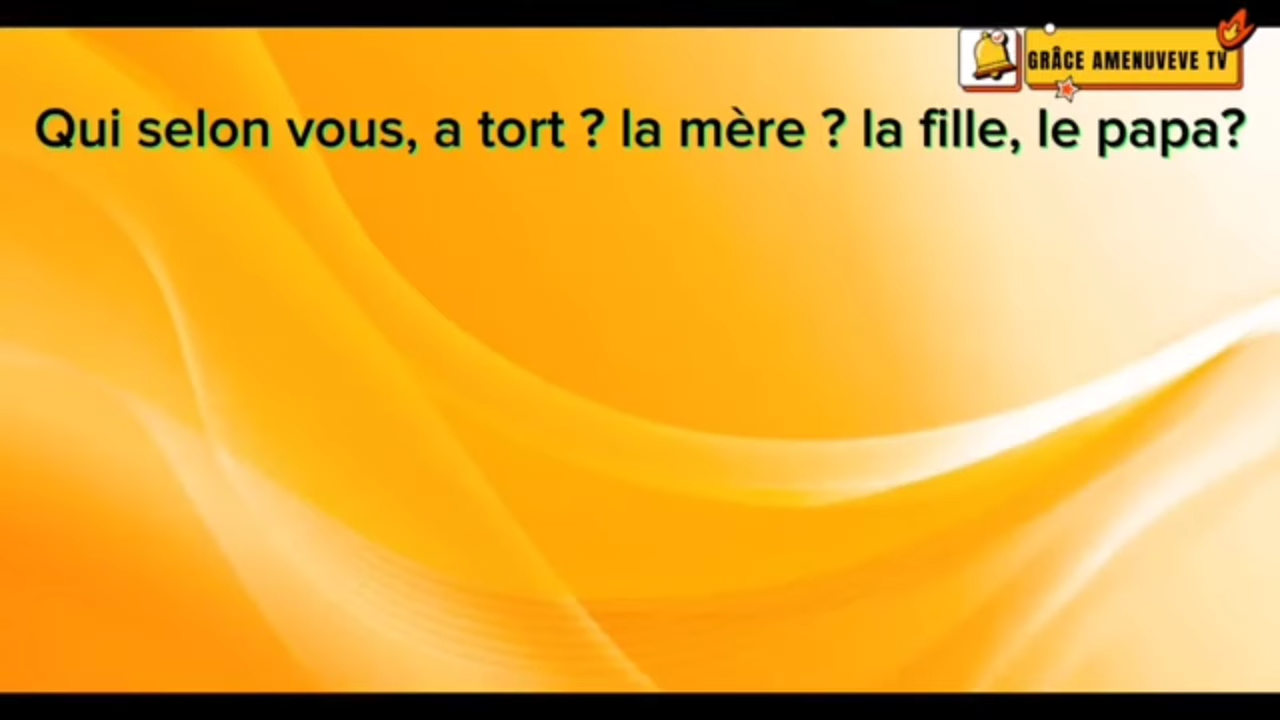 GRÂCE AMENUVEVE TV
Qui selon vous, a tort ? la mère ? la fille, le papa?